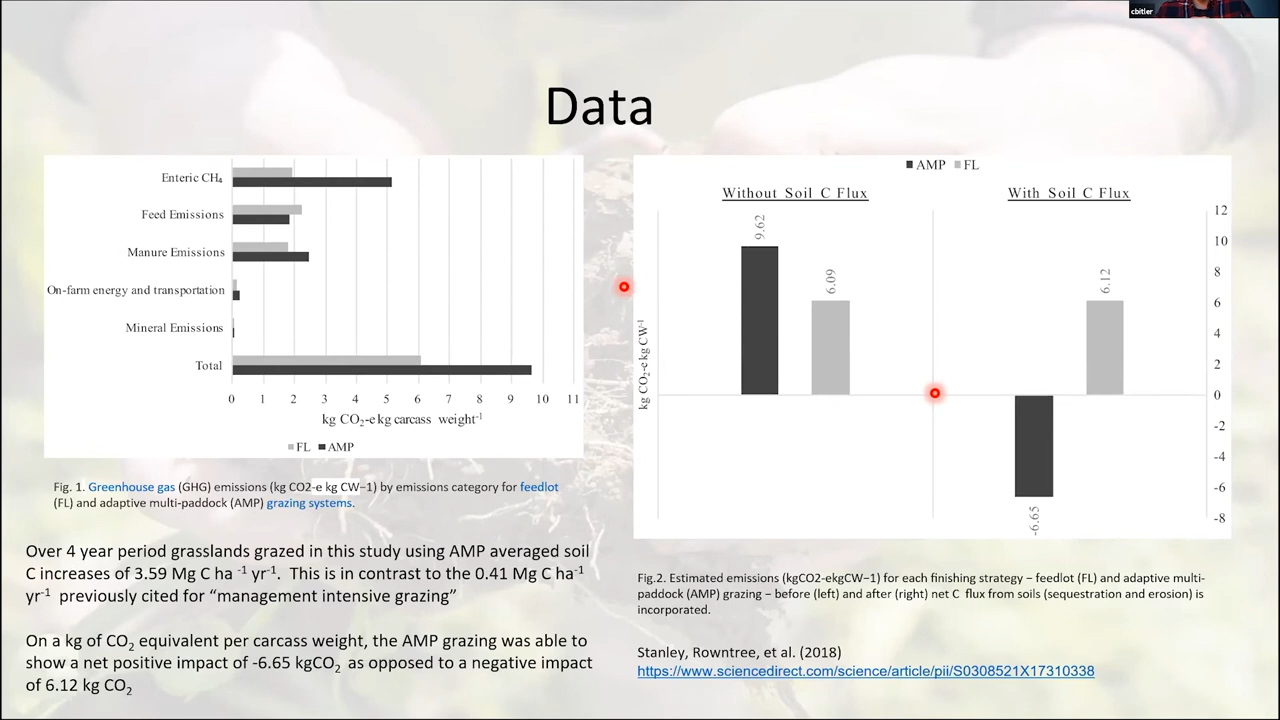 cbitler
Data
Enteric CH₄
Feed Emissions
Manure Emissions
On-farm energy and transportation
Mineral Emissions
Total
0 1 2 3 4 5 6 7 8 9 10 11
kg CO₂-e kg carcass weight⁻¹
FL AMP
Fig. 1. Greenhouse gas (GHG) emissions (kg CO2-e kg CW−1) by emissions category for feedlot
(FL) and adaptive multi-paddock (AMP) grazing systems.
Over 4 year period grasslands grazed in this study using AMP averaged soil
C increases of 3.59 Mg C ha ⁻¹ yr⁻¹. This is in contrast to the 0.41 Mg C ha⁻¹
yr⁻¹ previously cited for “management intensive grazing”
On a kg of CO₂ equivalent per carcass weight, the AMP grazing was able to
show a net positive impact of -6.65 kgCO₂ as opposed to a negative impact
of 6.12 kg CO₂
AMP FL
Without Soil C Flux
With Soil C Flux
9.62
6.09
6.12
-6.65
12
10
8
6
4
2
0
-2
-4
-6
-8
kg CO₂-e kg CW⁻¹
Fig.2. Estimated emissions (kgCO2-ekgCW−1) for each finishing strategy − feedlot (FL) and adaptive multi-
paddock (AMP) grazing − before (left) and after (right) net C flux from soils (sequestration and erosion) is
incorporated.
Stanley, Rowntree, et al. (2018)
https://www.sciencedirect.com/science/article/pii/S0308521X17310338